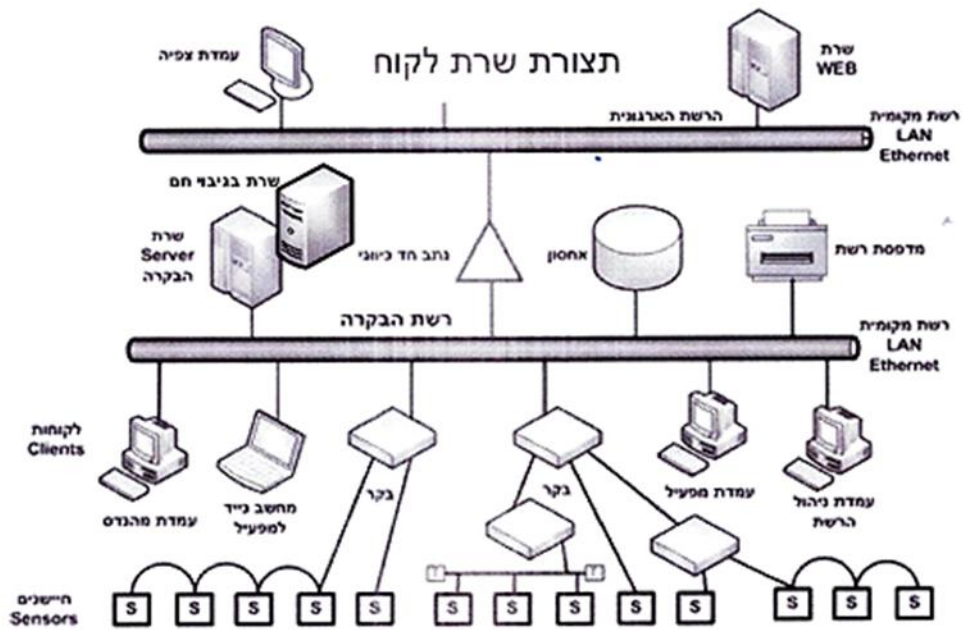 תצורת שרת לקוח
עמדת צפיה
שרת
WEB
הרשת הארגונית
רשת מקומית
LAN
Ethernet
שרת בגיבוי חם
שרת
Server
הבקרה
נתב חד כיווני
אחסון
מדפסת רשת
רשת הבקרה
רשת מקומית
LAN
Ethernet
לקוחות
Clients
עמדת מהנדס
מחשב נייד
למפעיל
בקר
בקר
עמדת מפעיל
עמדת ניהול
הרשת
חיישנים
Sensors
S S S S S S S S S S S S S
T T